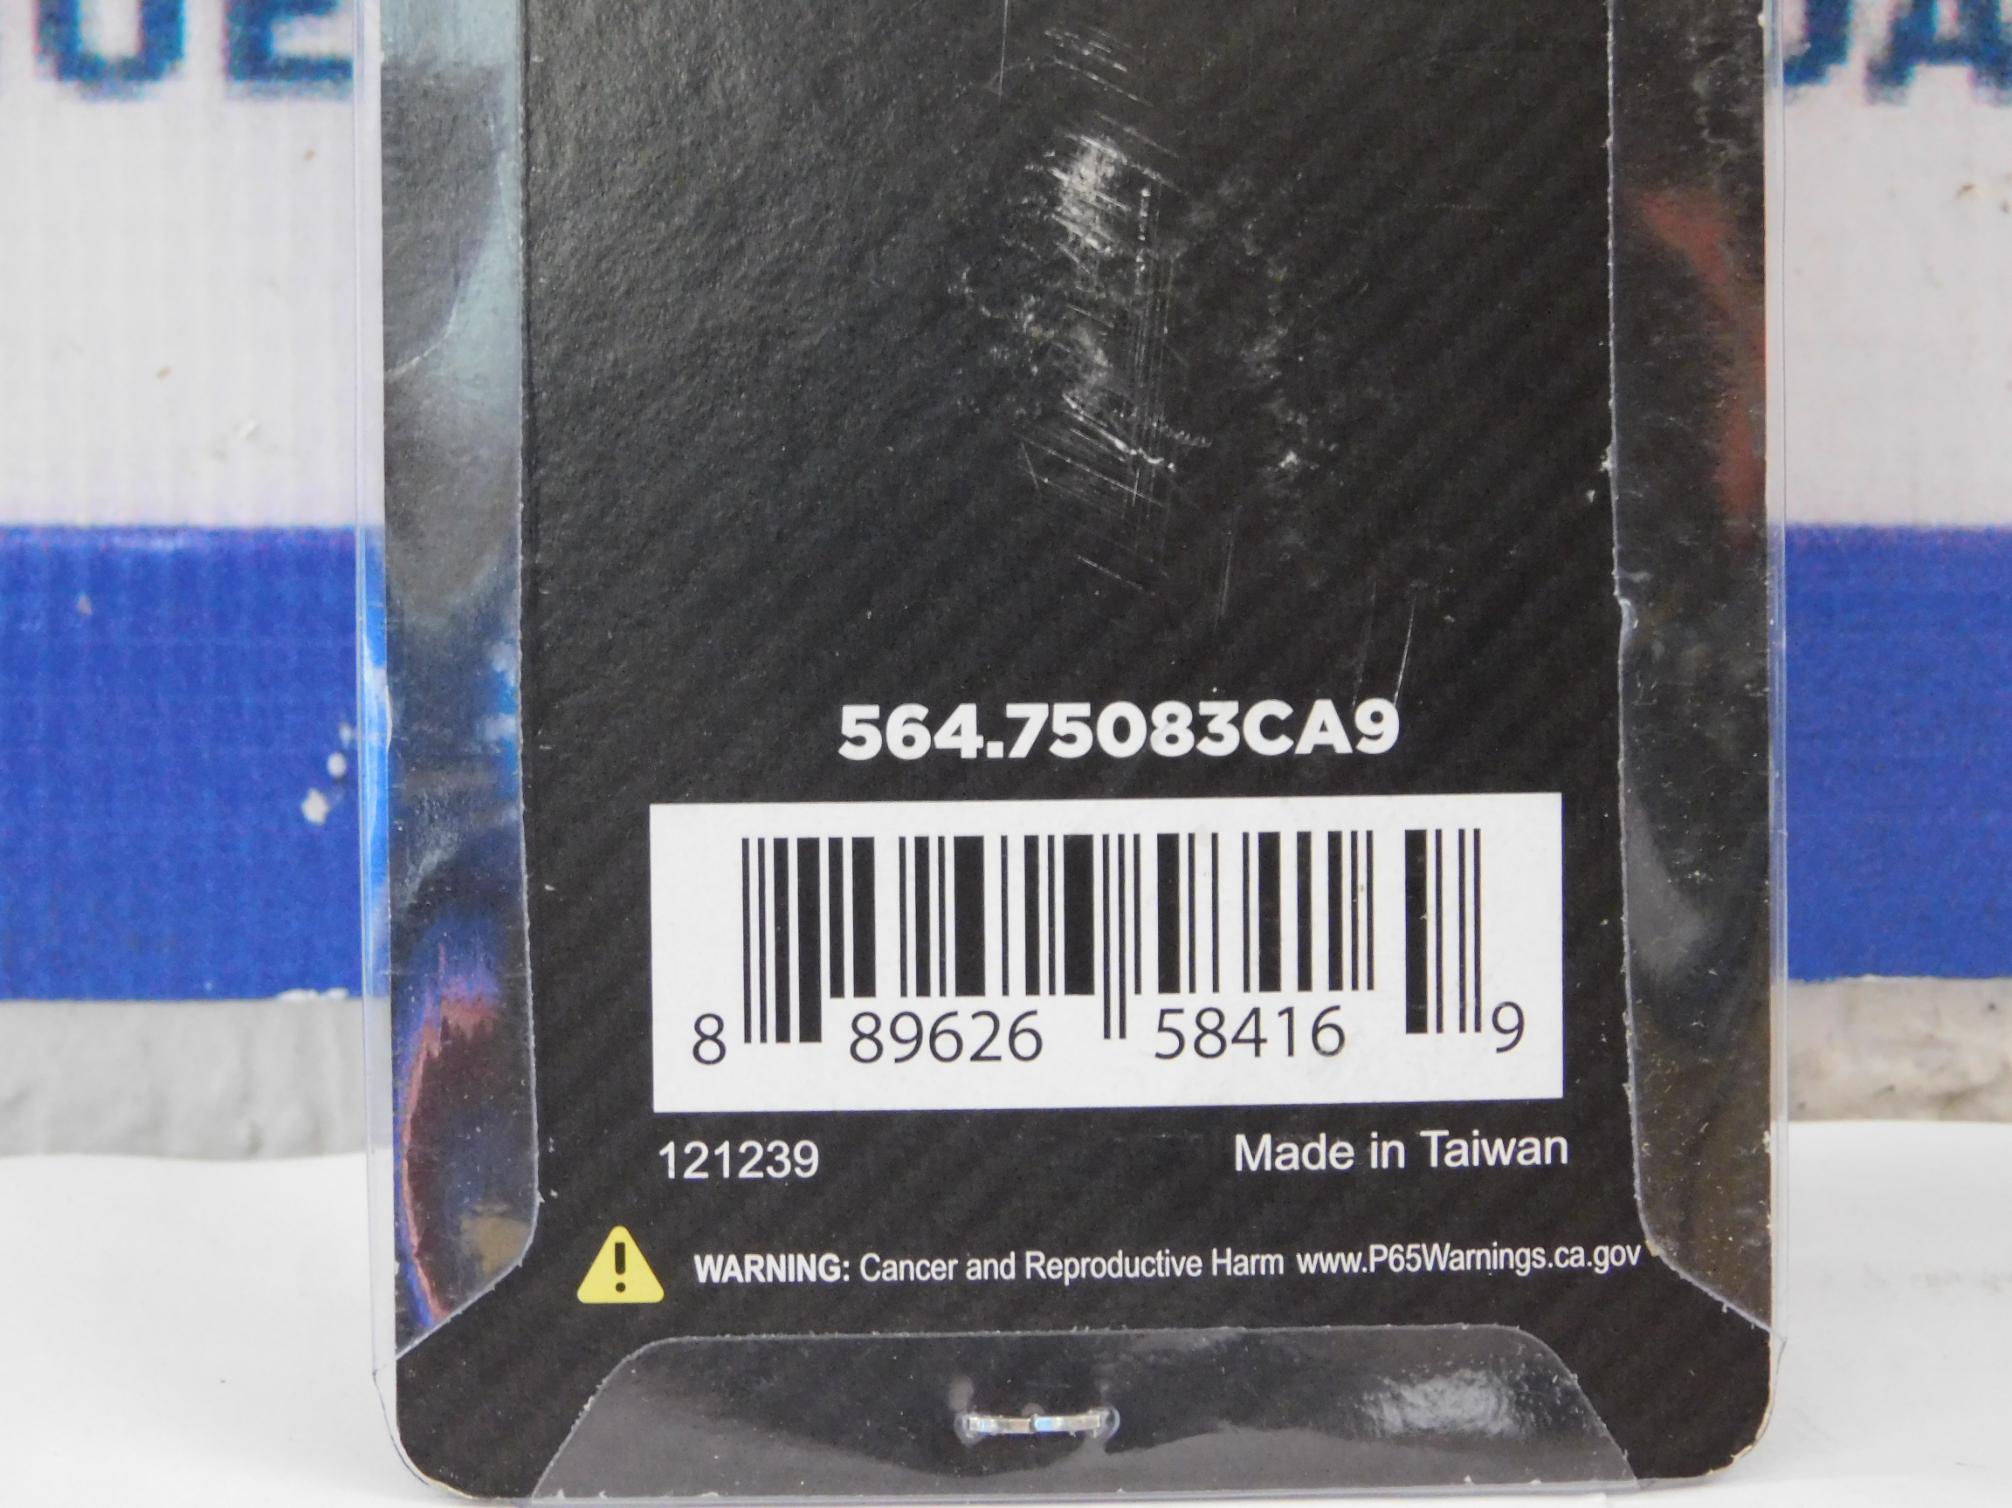 564.75083CA9
8 89626 58416 9
121239 Made in Taiwan
WARNING: Cancer and Reproductive Harm www.P65Warnings.ca.gov